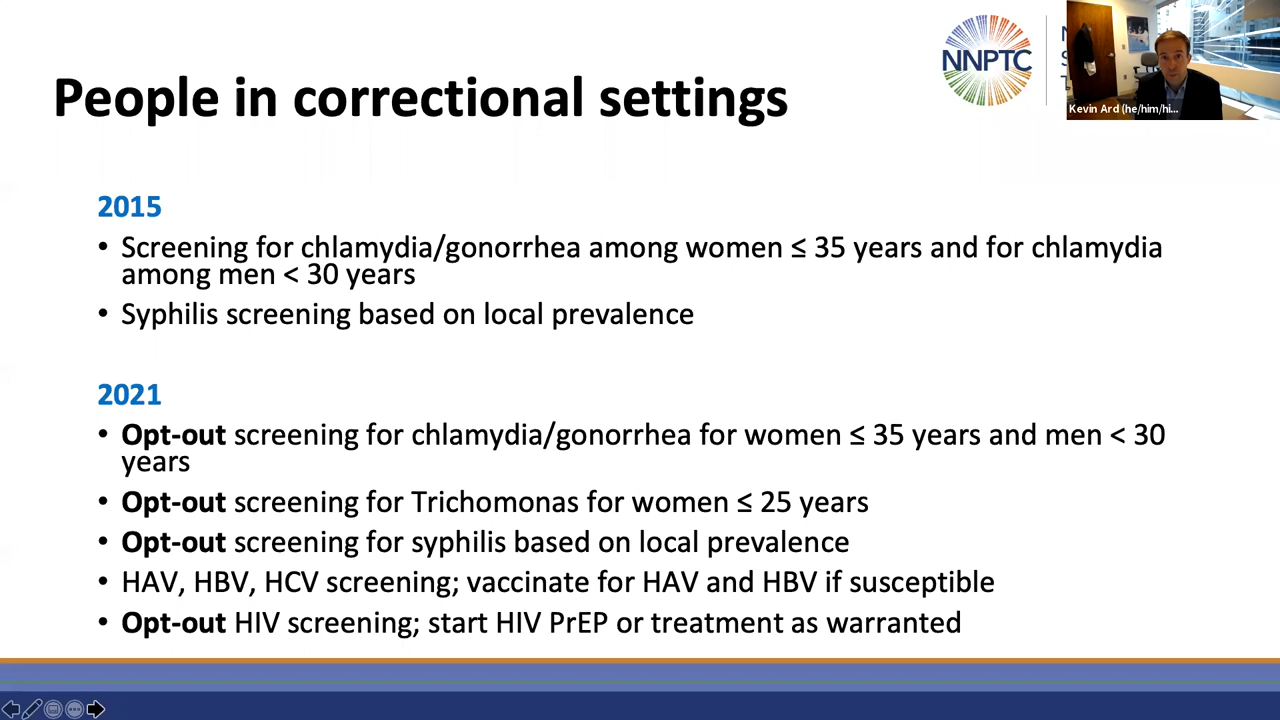 NNPTC
N
S
T
Kevin Ard (he/him/hi...
People in correctional settings
2015
• Screening for chlamydia/gonorrhea among women ≤ 35 years and for chlamydia
among men < 30 years
• Syphilis screening based on local prevalence
2021
• Opt-out screening for chlamydia/gonorrhea for women ≤ 35 years and men < 30
years
• Opt-out screening for Trichomonas for women ≤ 25 years
• Opt-out screening for syphilis based on local prevalence
• HAV, HBV, HCV screening; vaccinate for HAV and HBV if susceptible
• Opt-out HIV screening; start HIV PrEP or treatment as warranted